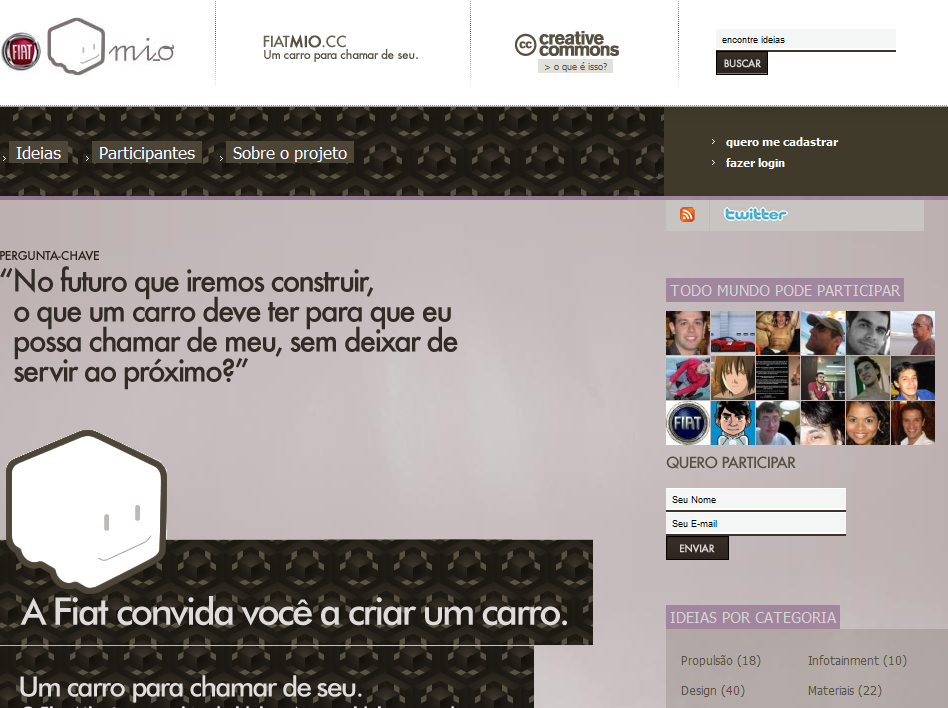 FIAT
mio
FIATMIO.CC
Um carro para chamar de seu.
cc creative
commons
> o que é isso?
encontre ideias
BUSCAR
Ideias
Participantes
Sobre o projeto
quero me cadastrar
fazer login
twitter
PERGUNTA-CHAVE
“No futuro que iremos construir,
o que um carro deve ter para que eu
possa chamar de meu, sem deixar de
servir ao próximo?”
TODO MUNDO PODE PARTICIPAR
FIAT
QUERO PARTICIPAR
Seu Nome
Seu E-mail
ENVIAR
A Fiat convida você a criar um carro.
Um carro para chamar de seu.
IDEIAS POR CATEGORIA
Propulsão (18)
Infotainment (10)
Design (40)
Materiais (22)